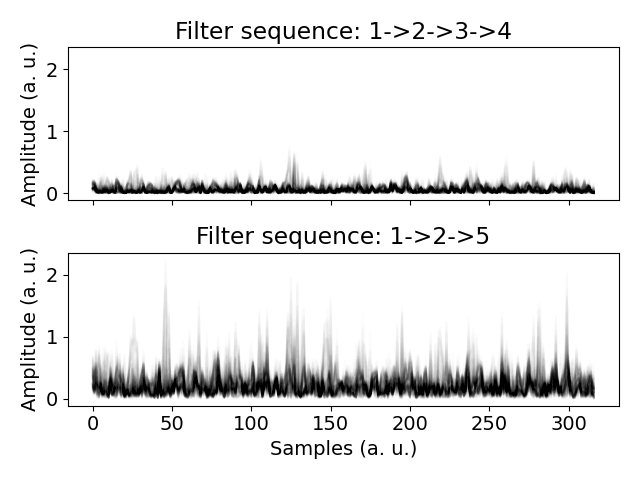 Filter sequence: 1->2->3->4
Amplitude (a. u.)
2
1
0
Filter sequence: 1->2->5
Amplitude (a. u.)
2
1
0
0 50 100 150 200 250 300
Samples (a. u.)